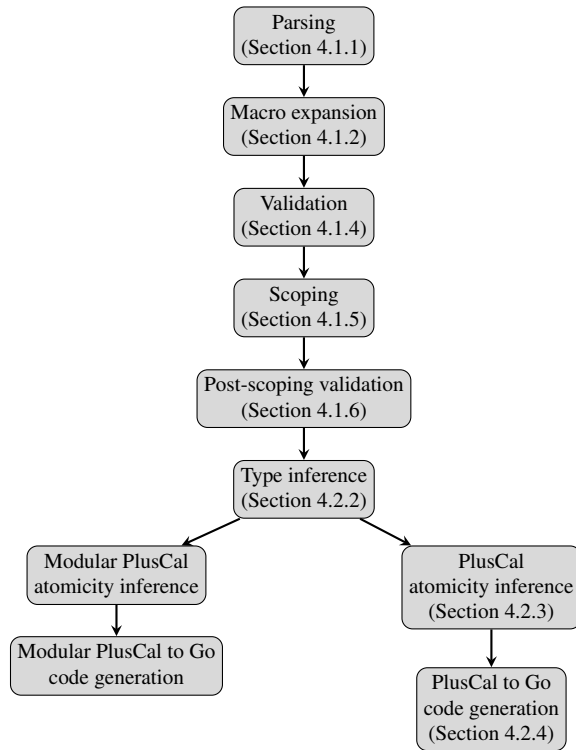 Parsing
(Section 4.1.1)
Macro expansion
(Section 4.1.2)
Validation
(Section 4.1.4)
Scoping
(Section 4.1.5)
Post-scoping validation
(Section 4.1.6)
Type inference
(Section 4.2.2)
Modular PlusCal
atomicity inference
PlusCal
atomicity inference
(Section 4.2.3)
Modular PlusCal to Go
code generation
PlusCal to Go
code generation
(Section 4.2.4)